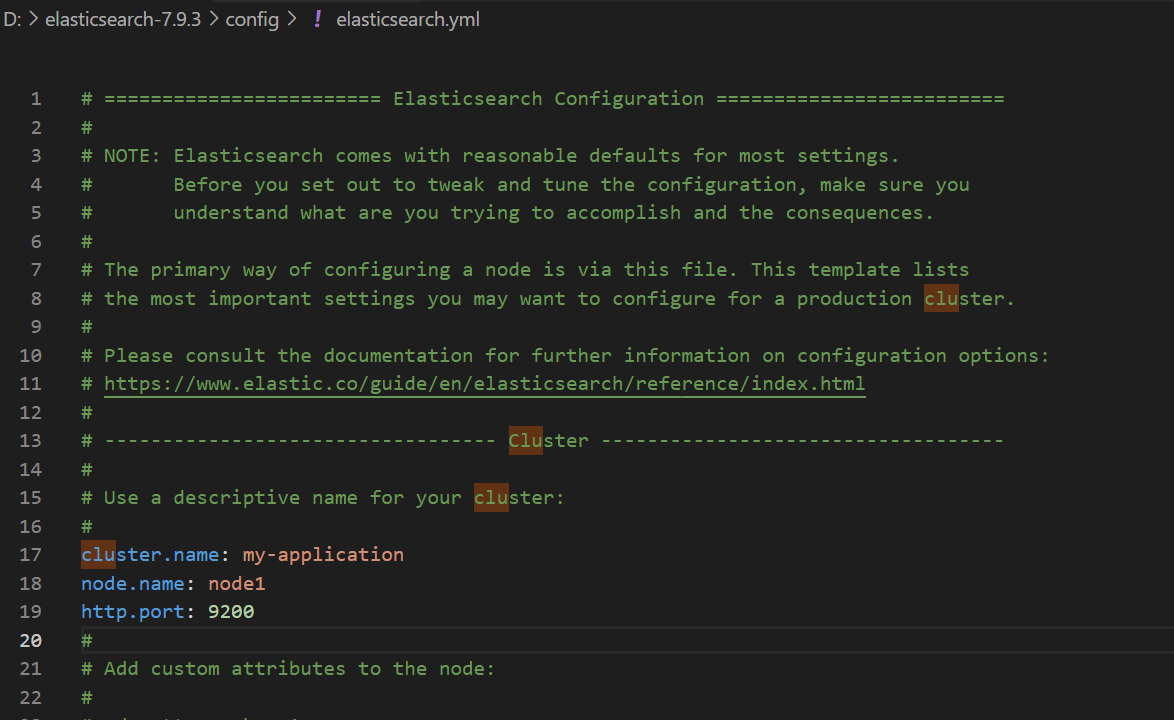 D: > elasticsearch-7.9.3 > config > ! elasticsearch.yml
1 # ======================== Elasticsearch Configuration =========================
2 #
3 # NOTE: Elasticsearch comes with reasonable defaults for most settings.
4 #       Before you set out to tweak and tune the configuration, make sure you
5 #       understand what are you trying to accomplish and the consequences.
6 #
7 # The primary way of configuring a node is via this file. This template lists
8 # the most important settings you may want to configure for a production cluster.
9 #
10 # Please consult the documentation for further information on configuration options:
11 # https://www.elastic.co/guide/en/elasticsearch/reference/index.html
12 #
13 # ---------------------------------- Cluster -----------------------------------
14 #
15 # Use a descriptive name for your cluster:
16 #
17 cluster.name: my-application
18 node.name: node1
19 http.port: 9200
20 #
21 # Add custom attributes to the node:
22 #